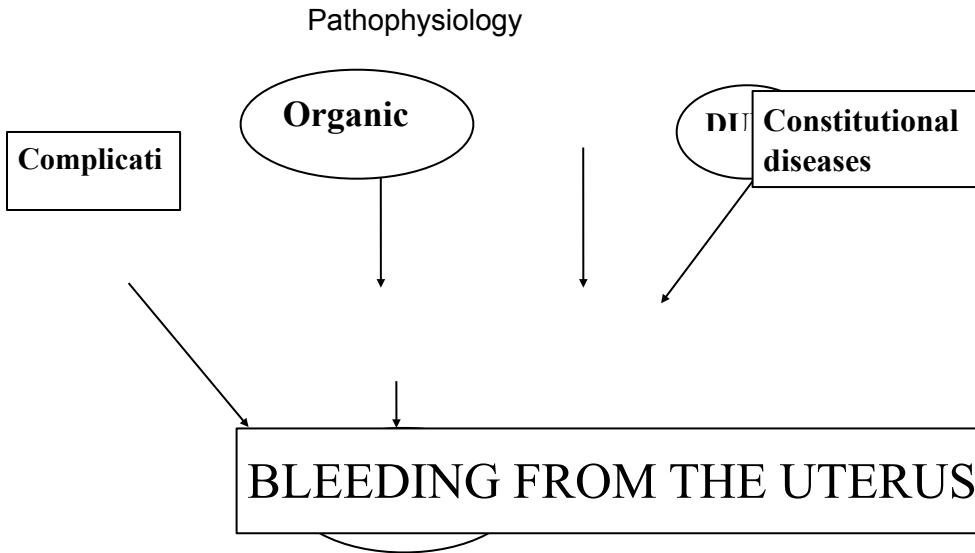 Pathophysiology
Organic
Constitutional
diseases
Complicati
BLEEDING FROM THE UTERUS